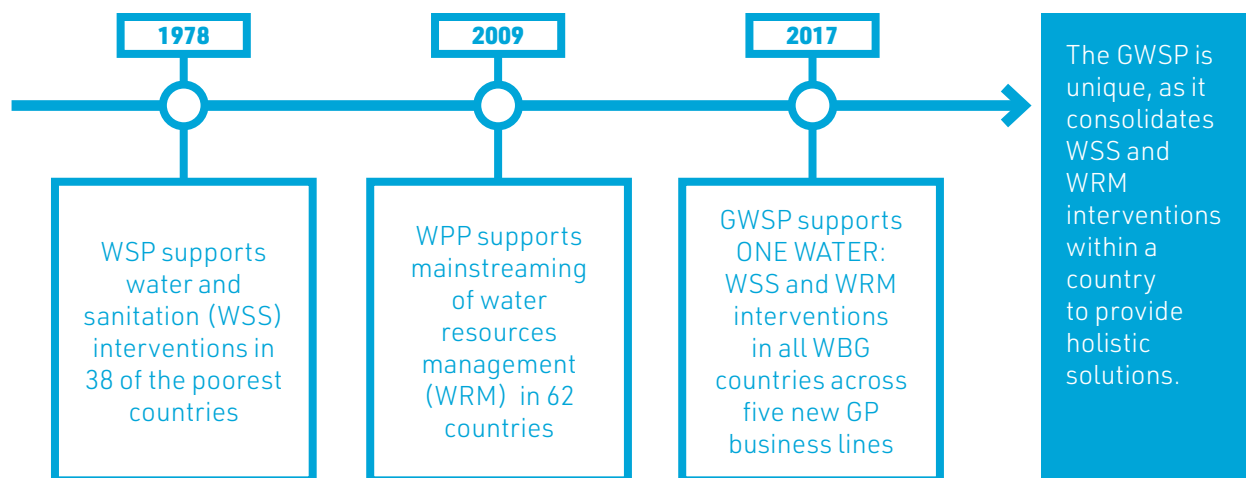 1978
2009
2017
WSP supports
water and
sanitation (WSS)
interventions in
38 of the poorest
countries
WPP supports
mainstreaming
of water
resources
management
(WRM) in 62
countries
GWSP supports
ONE WATER:
WSS and WRM
interventions
in all WBG
countries across
five new GP
business lines
The GWSP is
unique, as it
consolidates
WSS and
WRM
interventions
within a
country
to provide
holistic
solutions.